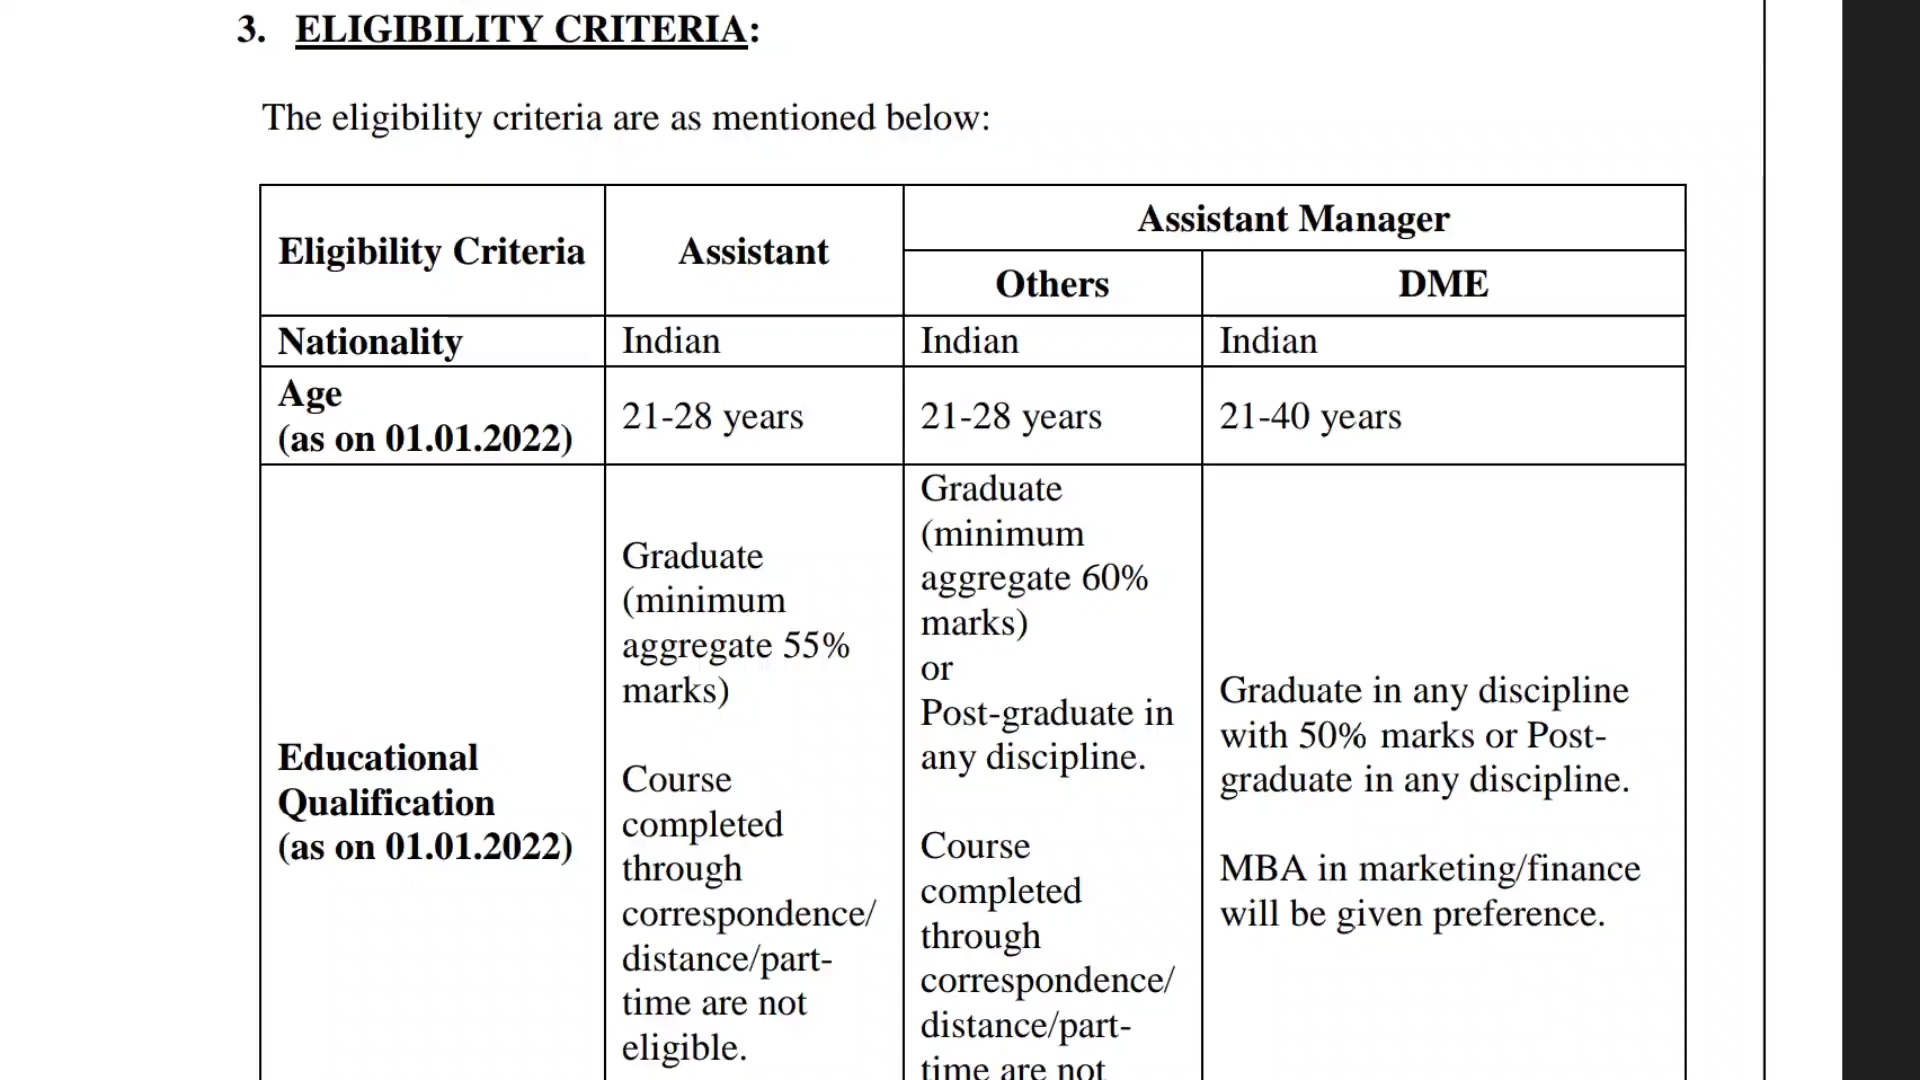 3. ELIGIBILITY CRITERIA:
The eligibility criteria are as mentioned below:
Eligibility Criteria
Assistant
Assistant Manager
Others
DME
Nationality
Indian
Indian
Indian
Age
(as on 01.01.2022)
21-28 years
21-28 years
21-40 years
Educational
Qualification
(as on 01.01.2022)
Graduate
(minimum
aggregate 55%
marks)
Course
completed
through
correspondence/
distance/part-
time are not
eligible.
Graduate
(minimum
aggregate 60%
marks)
or
Post-graduate in
any discipline.
Course
completed
through
correspondence/
distance/part-
time are not
Graduate in any discipline
with 50% marks or Post-
graduate in any discipline.
MBA in marketing/finance
will be given preference.